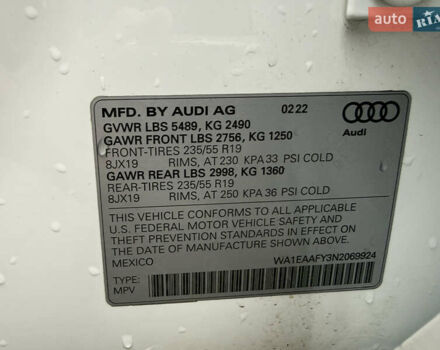 auto RIA
MFD. BY AUDI AG 02 22
GVWR LBS 5489, KG 2490
GAWR FRONT LBS 2756, KG 1250
FRONT-TIRES 235/55 R19
8JX19 RIMS, AT 230 KPA 33 PSI COLD
GAWR REAR LBS 2998, KG 1360
REAR-TIRES 235/55 R19
8JX19 RIMS, AT 250 KPA 36 PSI COLD
Audi
THIS VEHICLE CONFORMS TO ALL APPLICABLE
U.S. FEDERAL MOTOR VEHICLE SAFETY AND
THEFT PREVENTION STANDARDS IN EFFECT ON
THE DATE OF MANUFACTURE SHOWN ABOVE.
MEXICO WA1EAAFY3N2069924
TYPE:
MPV